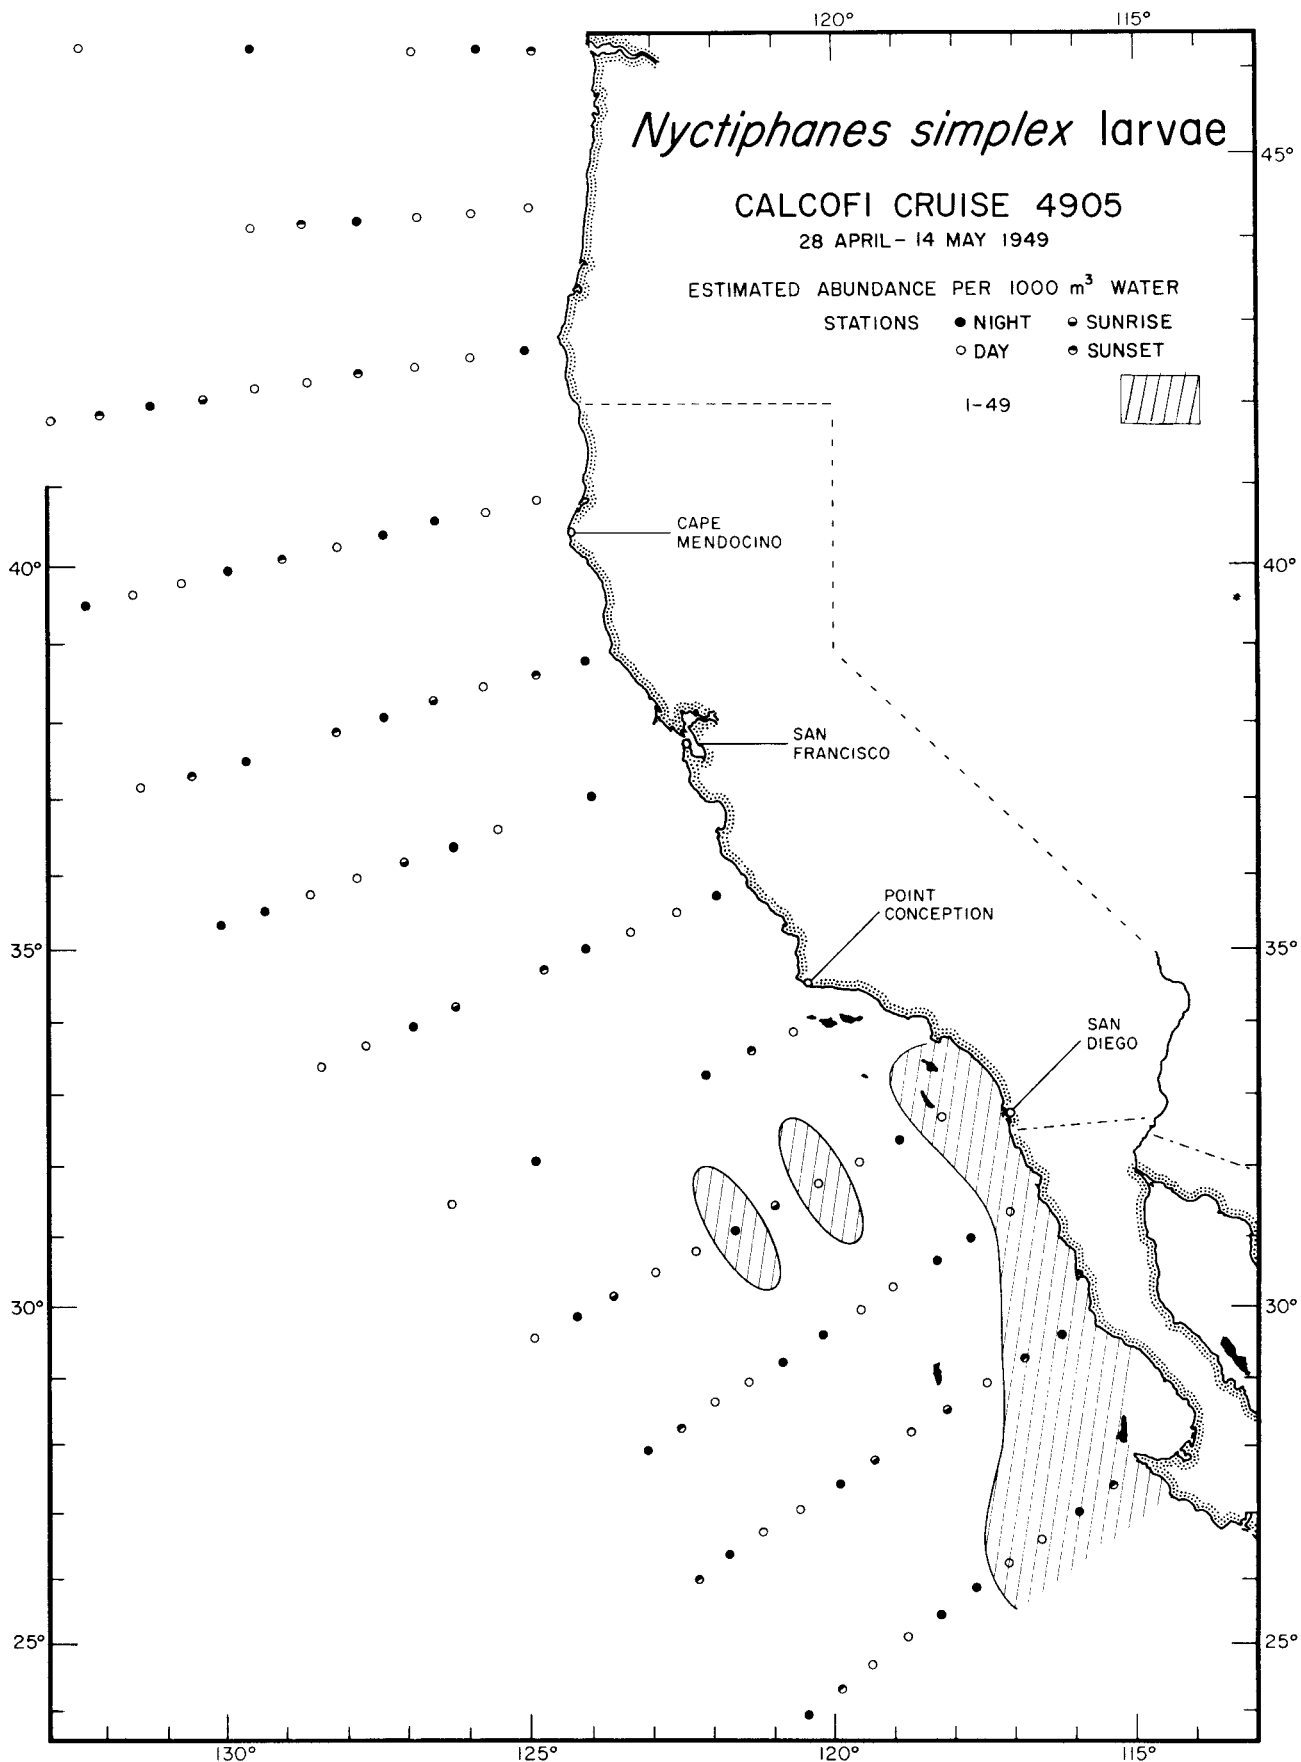 120° 115°
Nyctiphanes simplex larvae
45°
CALCOFI CRUISE 4905
28 APRIL – 14 MAY 1949
ESTIMATED ABUNDANCE PER 1000 m³ WATER
STATIONS NIGHT SUNRISE
DAY SUNSET
1-49
CAPE
MENDOCINO
40° 40°
SAN
FRANCISCO
POINT
CONCEPTION
35° 35°
SAN
DIEGO
30° 30°
25° 25°
130° 125° 120° 115°